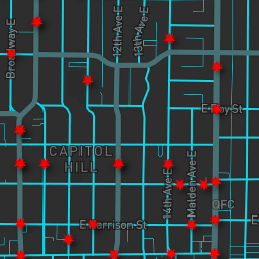 Broadway E
12th Ave E
13th Ave E
E Roy St
CAPITOL
HILL
14th Ave E
Malden Ave E
QFC
E Harrison St
E